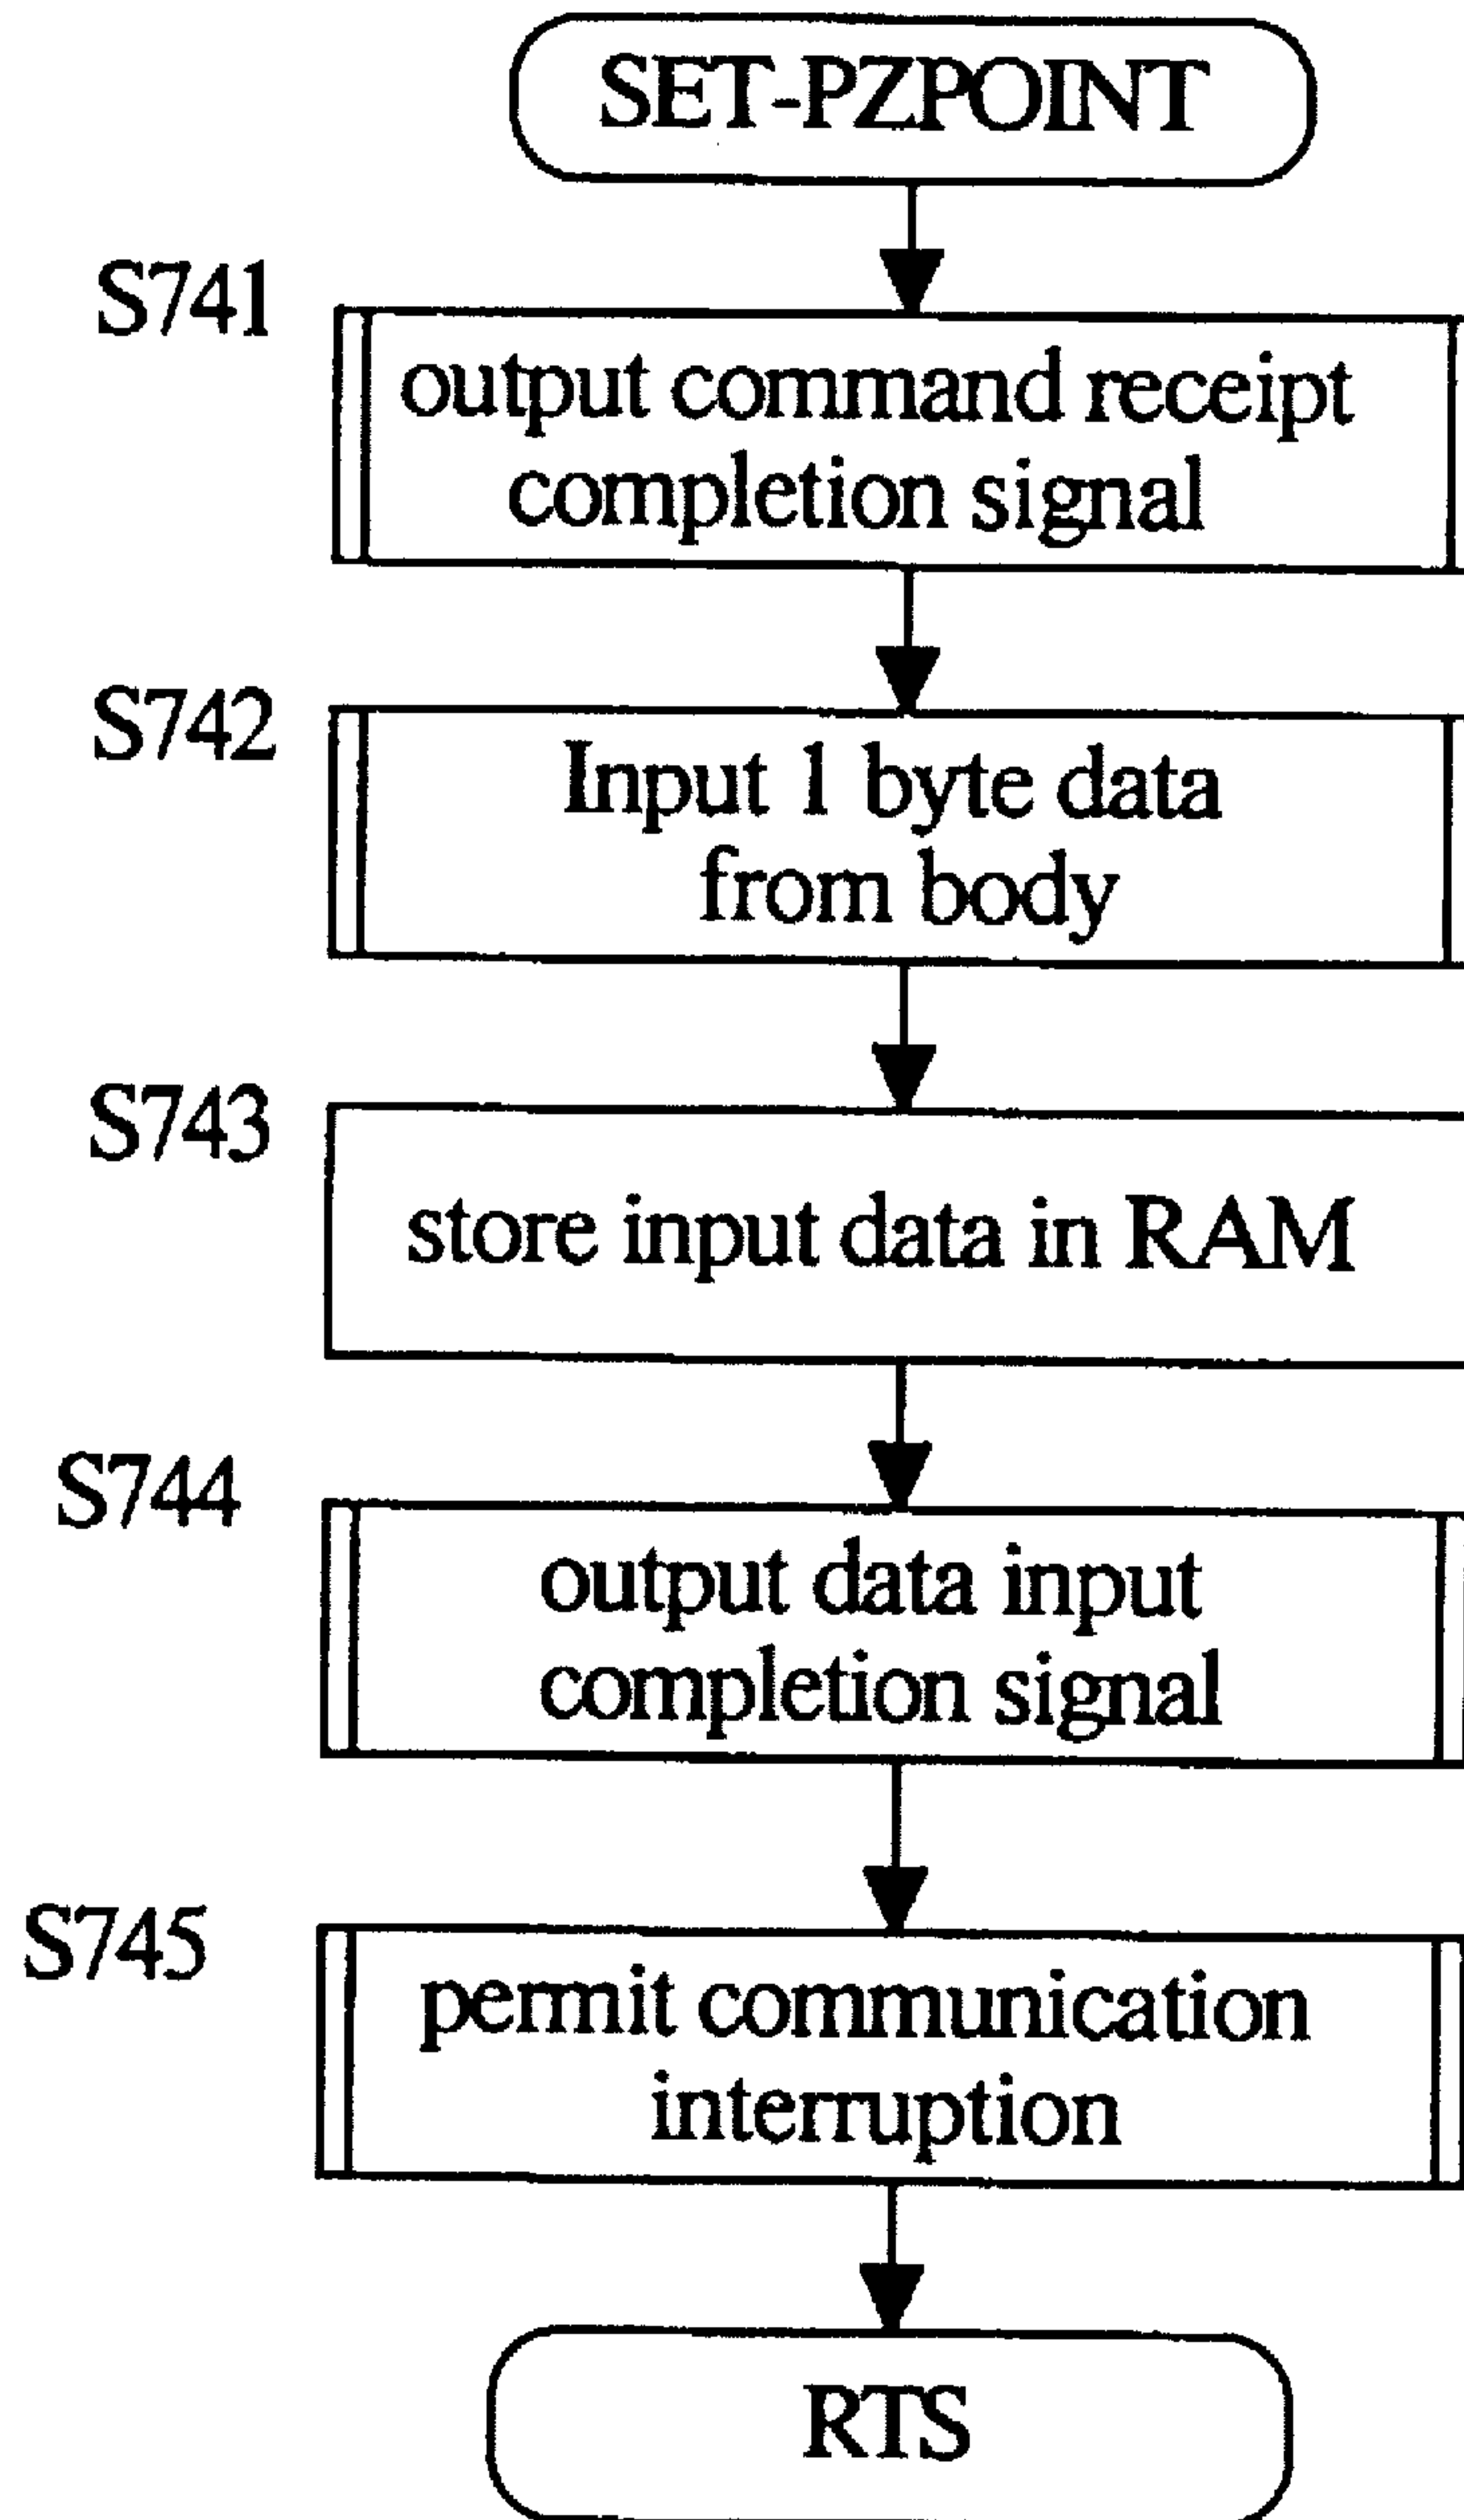 SET-PZPOINT
S741
output command receipt
completion signal
S742
Input 1 byte data
from body
S743
store input data in RAM
S744
output data input
completion signal
S745
permit communication
interruption
RTS